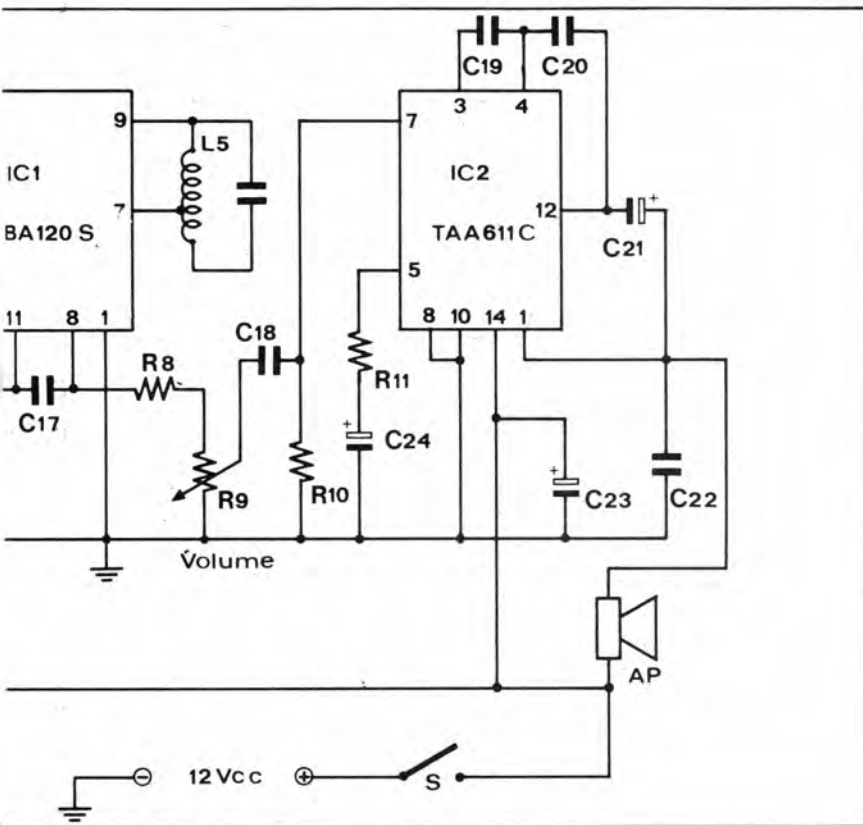 C19
C20
3
4
9
L5
7
IC1
IC2
7
12
BA120 S
TAA611C
C21
+
5
11
8
1
8
10
14
1
C18
R8
R11
C17
+
C24
R9
R10
+
C23
C22
Volume
AP
− 12 Vcc +
S